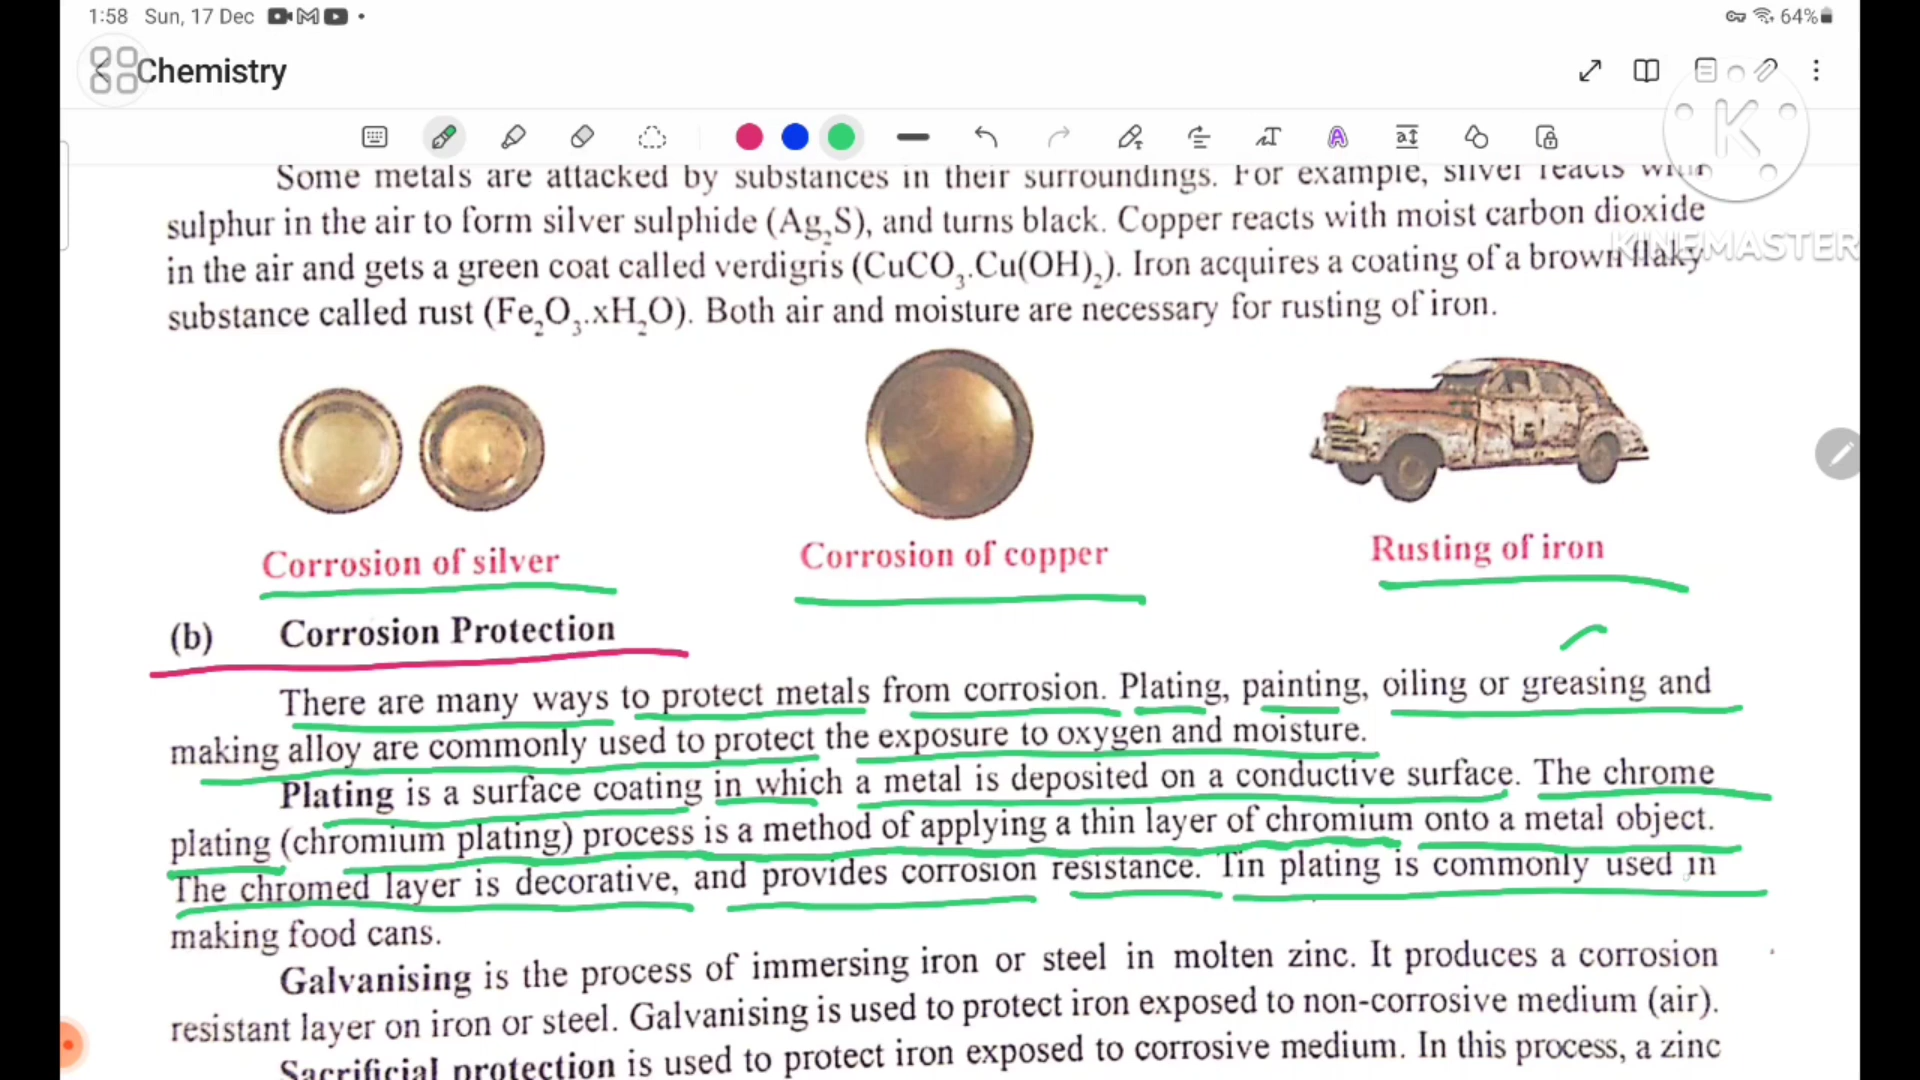 1:58 Sun, 17 Dec 64%
Chemistry
K
KINEMASTER
Some metals are attacked by substances in their surroundings. For example, silver reacts with
sulphur in the air to form silver sulphide (Ag₂S), and turns black. Copper reacts with moist carbon dioxide
in the air and gets a green coat called verdigris (CuCO₃.Cu(OH)₂). Iron acquires a coating of a brown flaky
substance called rust (Fe₂O₃.xH₂O). Both air and moisture are necessary for rusting of iron.
Corrosion of silver Corrosion of copper Rusting of iron
(b) Corrosion Protection
There are many ways to protect metals from corrosion. Plating, painting, oiling or greasing and
making alloy are commonly used to protect the exposure to oxygen and moisture.
Plating is a surface coating in which a metal is deposited on a conductive surface. The chrome
plating (chromium plating) process is a method of applying a thin layer of chromium onto a metal object.
The chromed layer is decorative, and provides corrosion resistance. Tin plating is commonly used in
making food cans.
Galvanising is the process of immersing iron or steel in molten zinc. It produces a corrosion
resistant layer on iron or steel. Galvanising is used to protect iron exposed to non-corrosive medium (air).
Sacrificial protection is used to protect iron exposed to corrosive medium. In this process, a zinc